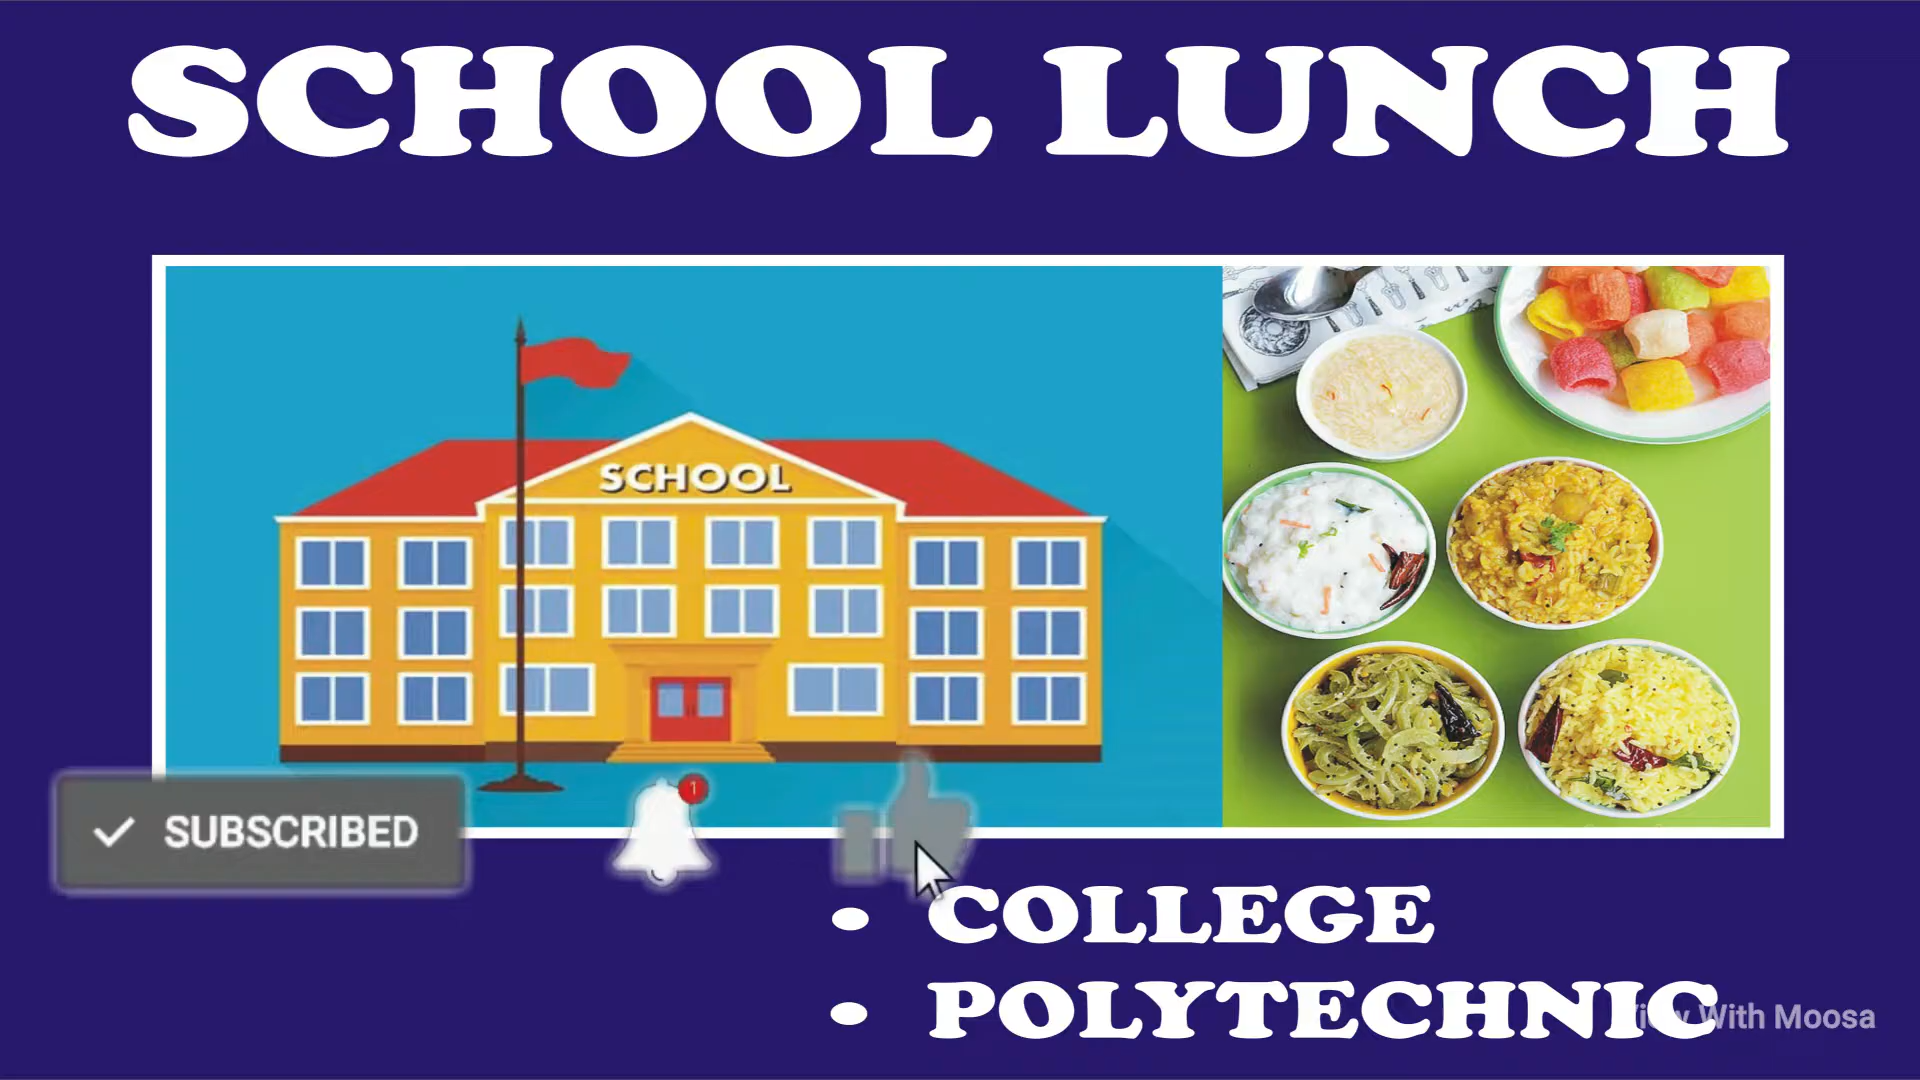 SCHOOL LUNCH
SCHOOL
1
SUBSCRIBED
• COLLEGE
• POLYTECHNIC
With Moosa